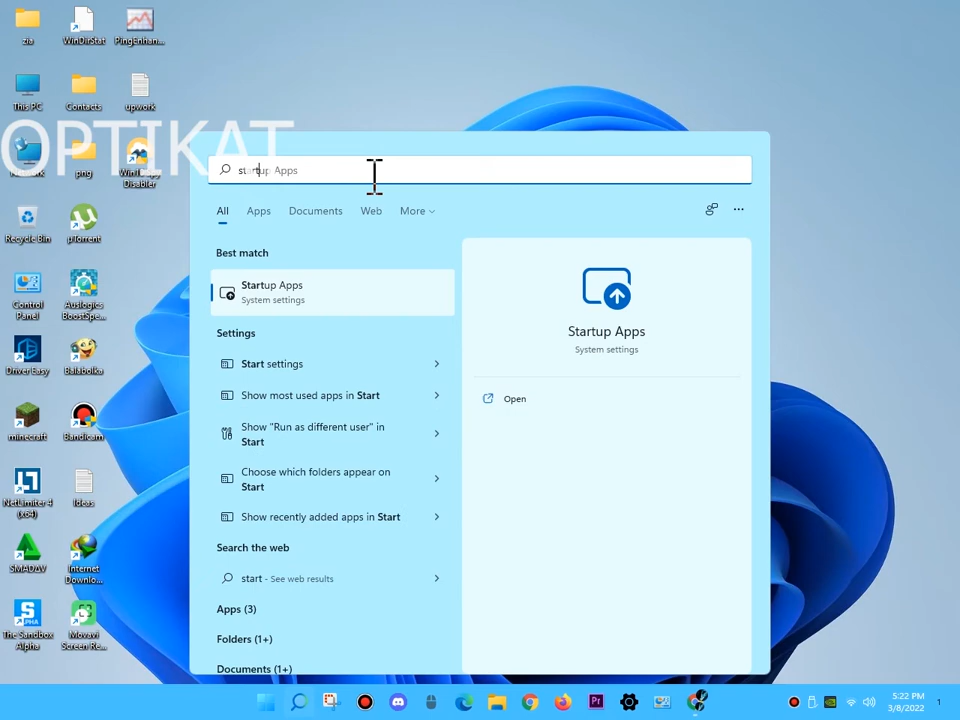 zia
WinDirStat
PingEnhan...
This PC
Contacts
upwork
OPTIKAT
png
Disabler
startup Apps
All
Apps
Documents
Web
More
Recycle Bin
µTorrent
Best match
Startup Apps
System settings
Startup Apps
System settings
Open
Settings
Start settings
Show most used apps in Start
Show "Run as different user" in
Start
Choose which folders appear on
Start
Show recently added apps in Start
Search the web
start - See web results
Apps (3)
Folders (1+)
Documents (1+)
Control
Panel
Auslogics
BoostSpe...
DriverEasy
Balabolka
minecraft
Bandicam
NetLimiter 4
(x64)
Ideas
SMADAV
Internet
Downlo...
The Sandbox
Alpha
Movavi
Screen Re...
Pr
5:22 PM
3/8/2022
1